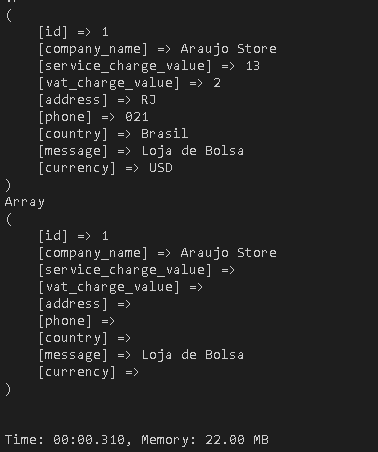 (
[id] => 1
[company_name] => Araujo Store
[service_charge_value] => 13
[vat_charge_value] => 2
[address] => RJ
[phone] => 021
[country] => Brasil
[message] => Loja de Bolsa
[currency] => USD
)
Array
(
[id] => 1
[company_name] => Araujo Store
[service_charge_value] =>
[vat_charge_value] =>
[address] =>
[phone] =>
[country] =>
[message] => Loja de Bolsa
[currency] =>
)
Time: 00:00.310, Memory: 22.00 MB